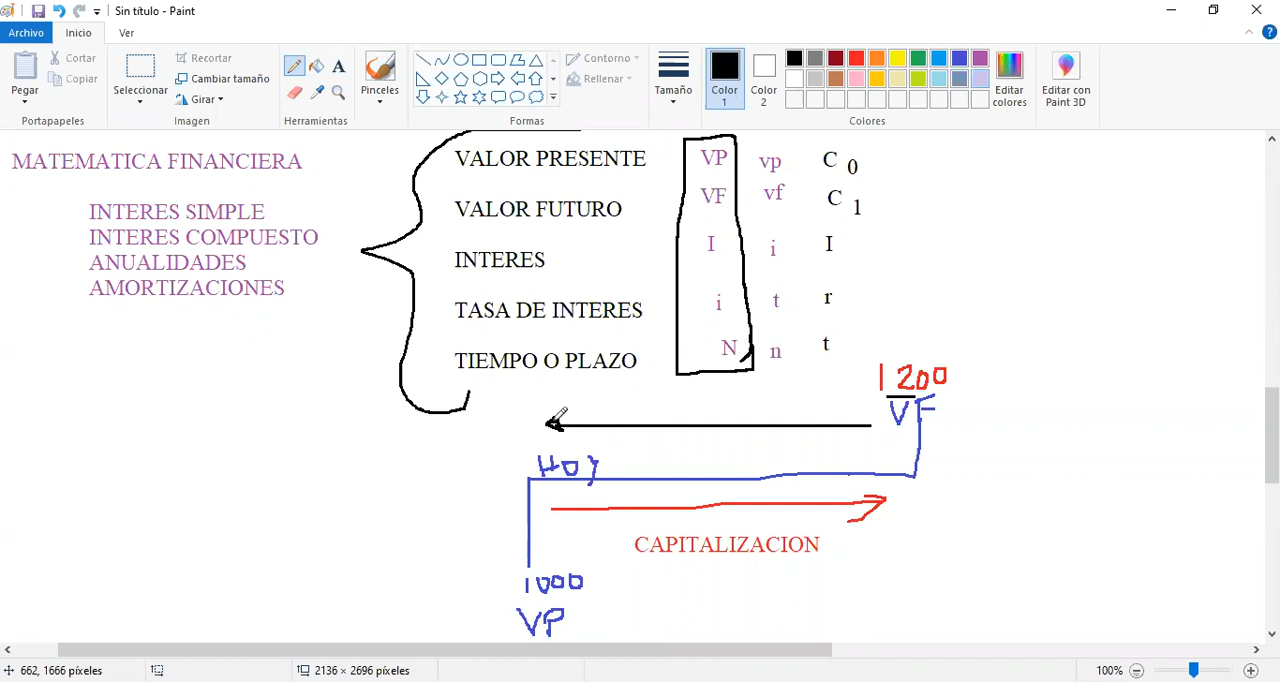 Sin título - Paint
Archivo Inicio Ver
Pegar
Cortar
Copiar
Portapapeles
Seleccionar
Recortar
Cambiar tamaño
Girar
Imagen
Herramientas
Pinceles
Contorno
Rellenar
Formas
Tamaño
Color 1
Color 2
Editar colores
Editar con Paint 3D
Colores
MATEMATICA FINANCIERA
INTERES SIMPLE
INTERES COMPUESTO
ANUALIDADES
AMORTIZACIONES
VALOR PRESENTE VP vp C 0
VALOR FUTURO VF vf C 1
INTERES I i I
TASA DE INTERES i t r
TIEMPO O PLAZO N n t
1200
VF
HOY
CAPITALIZACION
1000
VP
662, 1666 píxeles
2136 × 2696 píxeles
100%